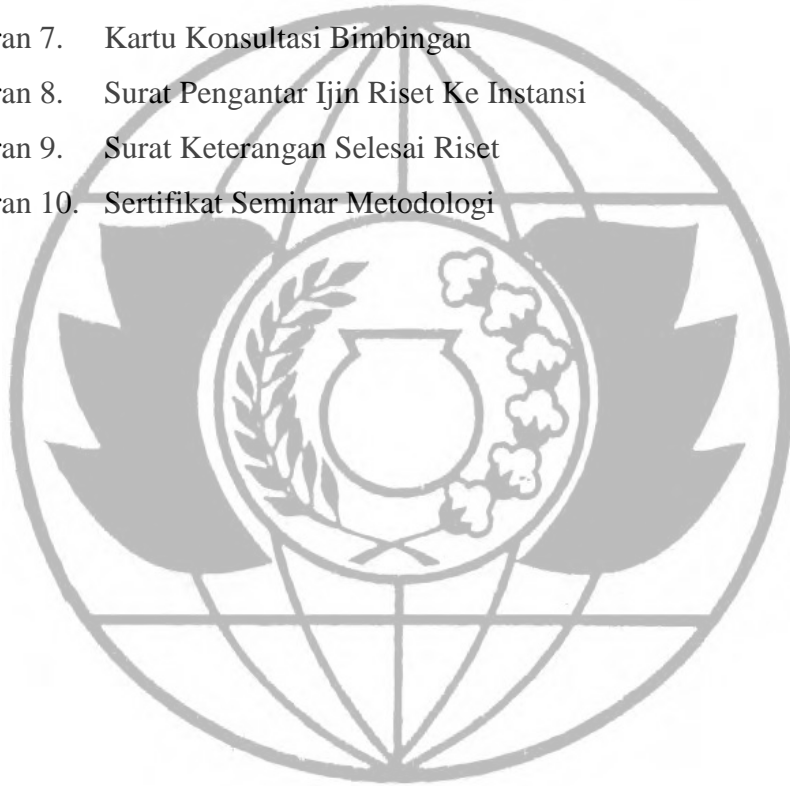 ran 7. Kartu Konsultasi Bimbingan
ran 8. Surat Pengantar Ijin Riset Ke Instansi
ran 9. Surat Keterangan Selesai Riset
ran 10. Sertifikat Seminar Metodologi